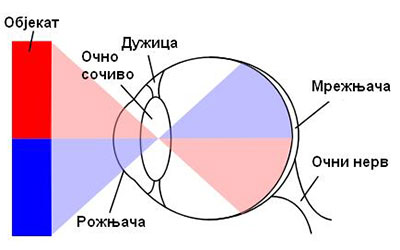 Објекат
Дужица
Очно
сочиво
Мрежњача
Очни нерв
Рожњача